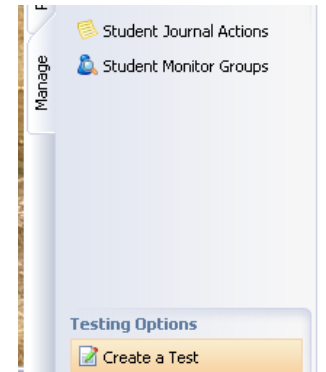 Student Journal Actions
Student Monitor Groups
Manage
Testing Options
Create a Test